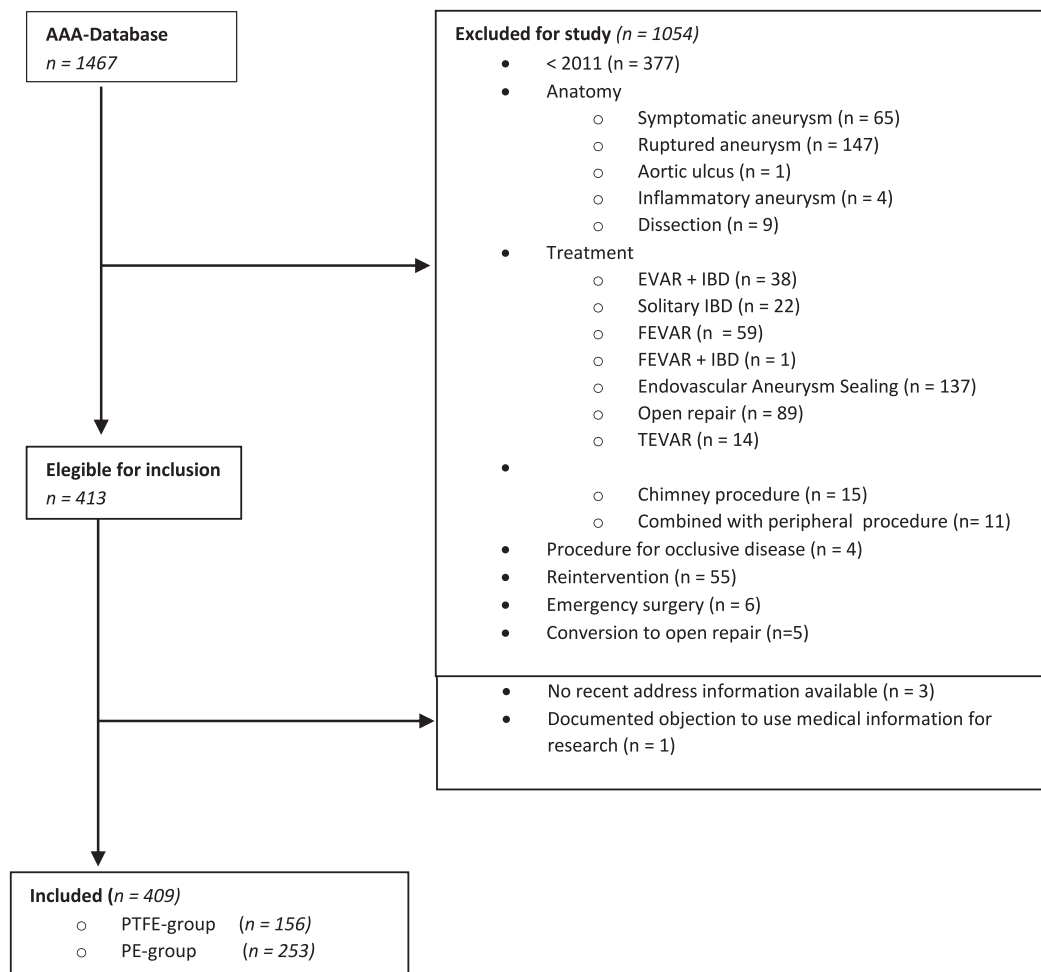 AAA-Database
n = 1467
Excluded for study (n = 1054)
• < 2011 (n = 377)
• Anatomy
o Symptomatic aneurysm (n = 65)
o Ruptured aneurysm (n = 147)
o Aortic ulcus (n = 1)
o Inflammatory aneurysm (n = 4)
o Dissection (n = 9)
• Treatment
o EVAR + IBD (n = 38)
o Solitary IBD (n = 22)
o FEVAR (n  = 59)
o FEVAR + IBD (n = 1)
o Endovascular Aneurysm Sealing (n = 137)
o Open repair (n = 89)
o TEVAR (n = 14)
•
o Chimney procedure (n = 15)
o Combined with peripheral  procedure (n= 11)
• Procedure for occlusive disease (n = 4)
• Reintervention (n = 55)
• Emergency surgery (n = 6)
• Conversion to open repair (n=5)
Elegible for inclusion
n = 413
• No recent address information available (n = 3)
• Documented objection to use medical information for
research (n = 1)
Included (n = 409)
o PTFE-group (n = 156)
o PE-group (n = 253)